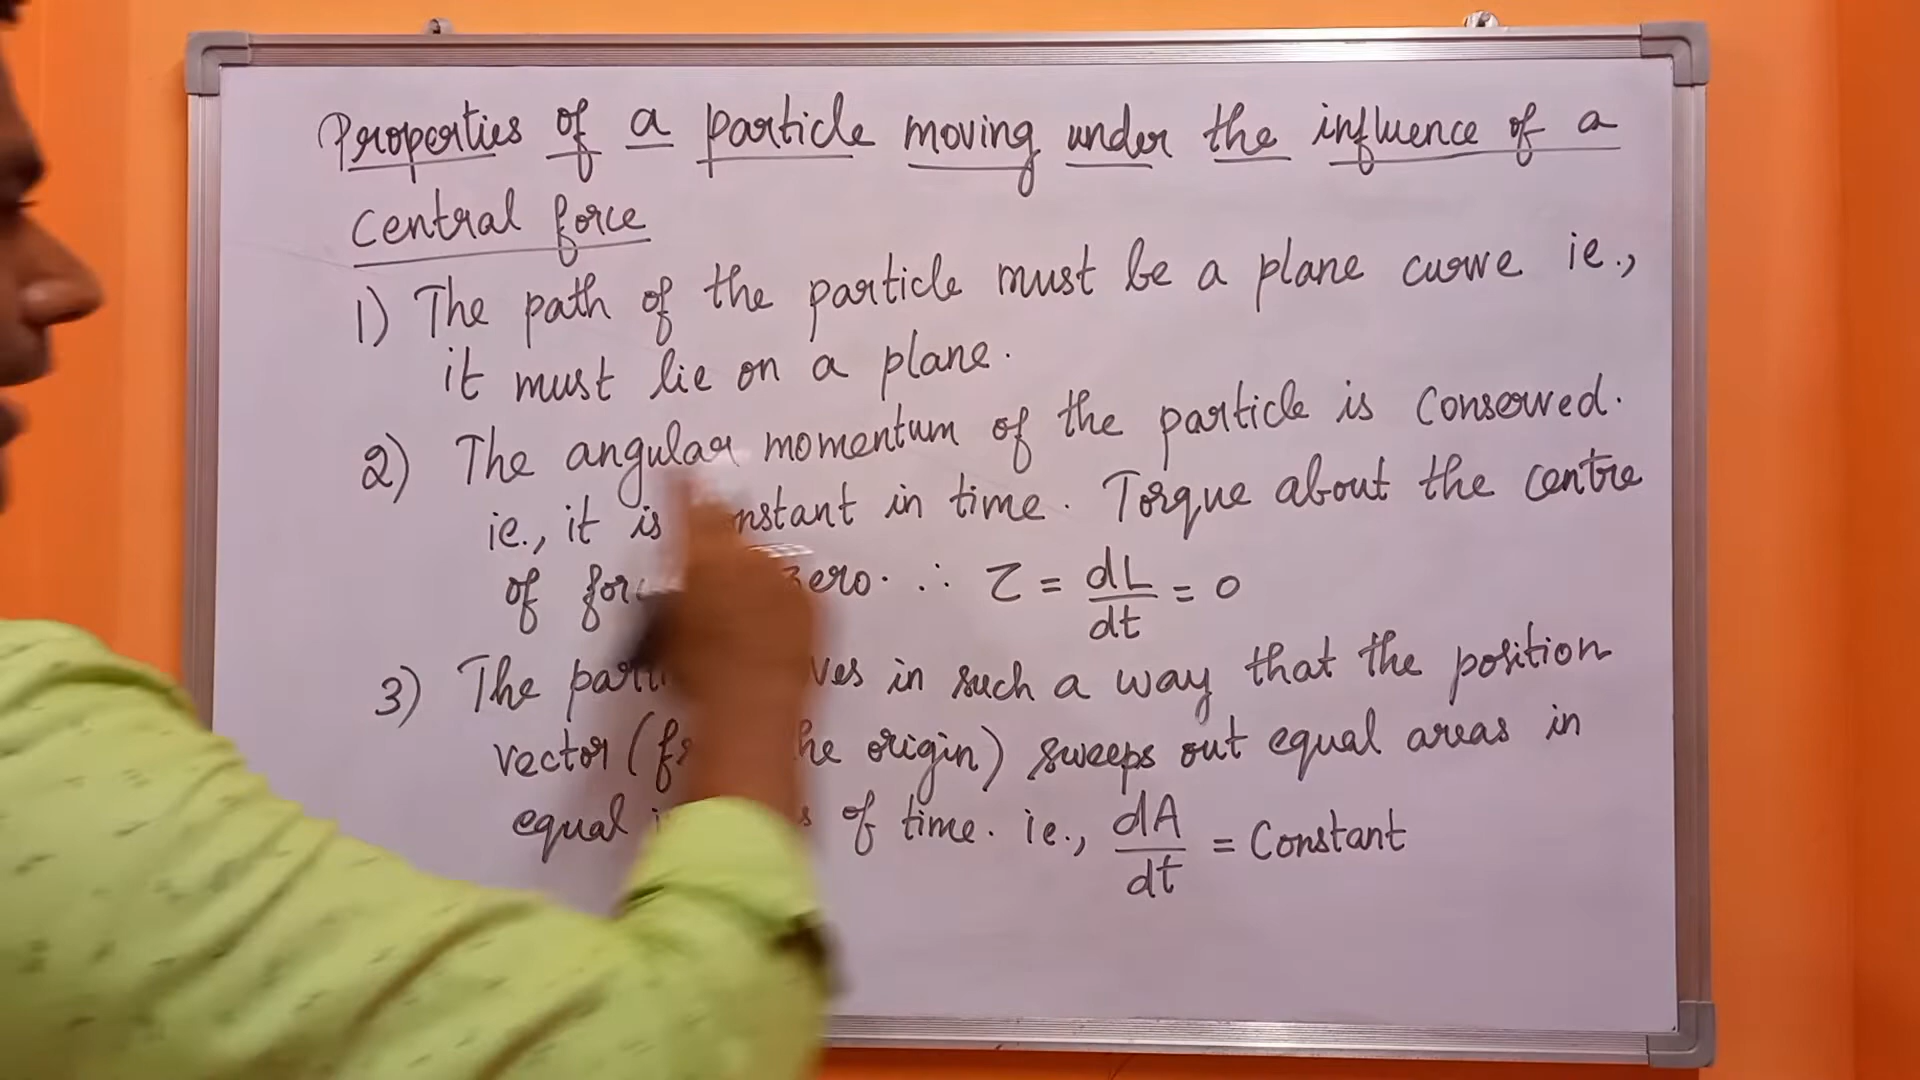 Properties of a particle moving under the influence of a
central force
1) The path of the particle must be a plane curve ie.,
it must lie on a plane.
2) The angular momentum of the particle is conserved.
ie., it is constant in time. Torque about the centre
of zero. ∴ τ = dL/dt = 0
3) The in such a way that the position
vector ( origin) sweeps out equal areas in
equal of time. ie., dA/dt = Constant